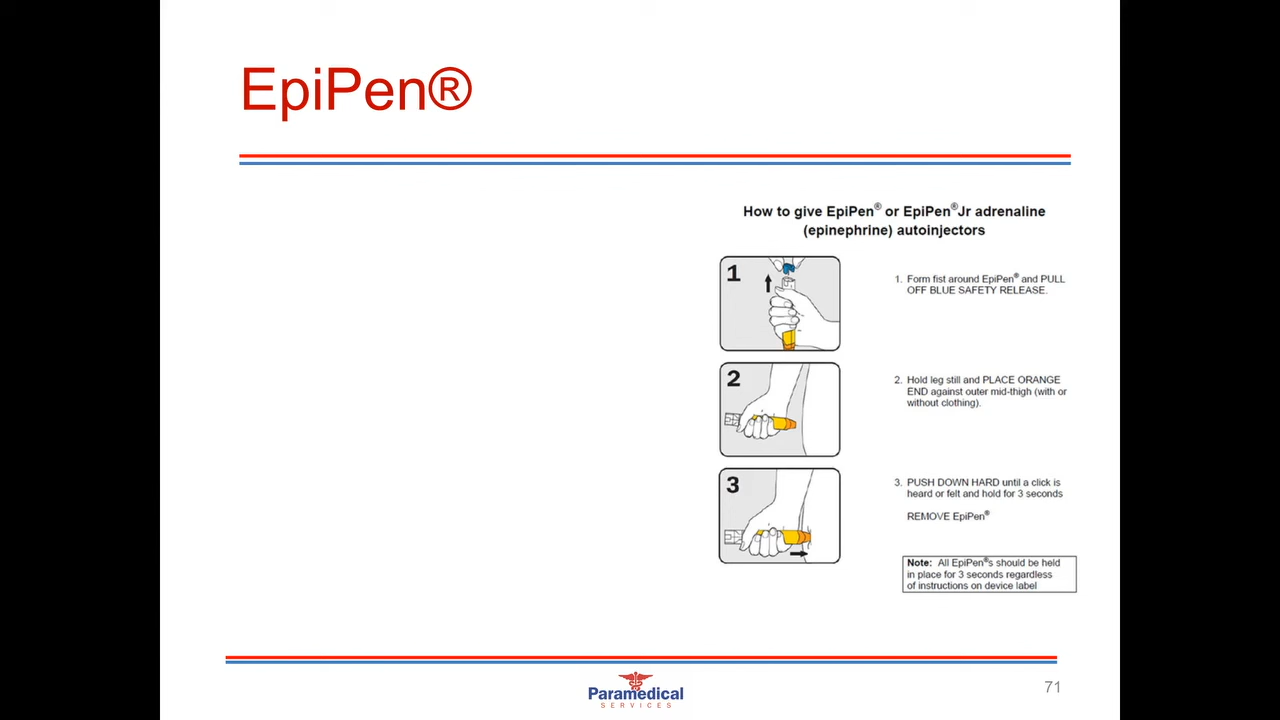 EpiPen®
How to give EpiPen® or EpiPen®Jr adrenaline
(epinephrine) autoinjectors
1
1. Form fist around EpiPen® and PULL
OFF BLUE SAFETY RELEASE.
2
2. Hold leg still and PLACE ORANGE
END against outer mid-thigh (with or
without clothing).
3
3. PUSH DOWN HARD until a click is
heard or felt and hold for 3 seconds
REMOVE EpiPen®
Note: All EpiPen®s should be held
in place for 3 seconds regardless
of instructions on device label
Paramedical
SERVICES
71